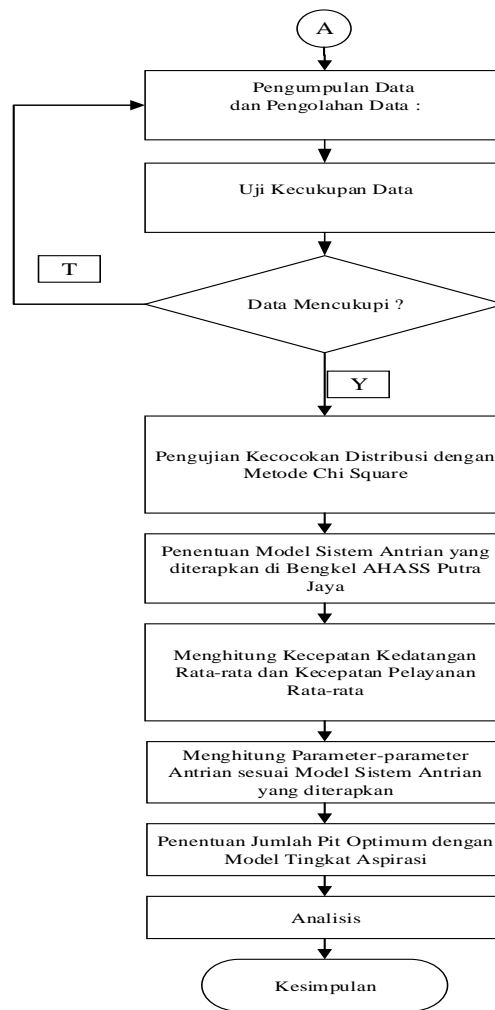 A
Pengumpulan Data
dan Pengolahan Data :
Uji Kecukupan Data
T
Data Mencukupi ?
Y
Pengujian Kecocokan Distribusi dengan
Metode Chi Square
Penentuan Model Sistem Antrian yang
diterapkan di Bengkel AHASS Putra
Jaya
Menghitung Kecepatan Kedatangan
Rata-rata dan Kecepatan Pelayanan
Rata-rata
Menghitung Parameter-parameter
Antrian sesuai Model Sistem Antrian
yang diterapkan
Penentuan Jumlah Pit Optimum dengan
Model Tingkat Aspirasi
Analisis
Kesimpulan